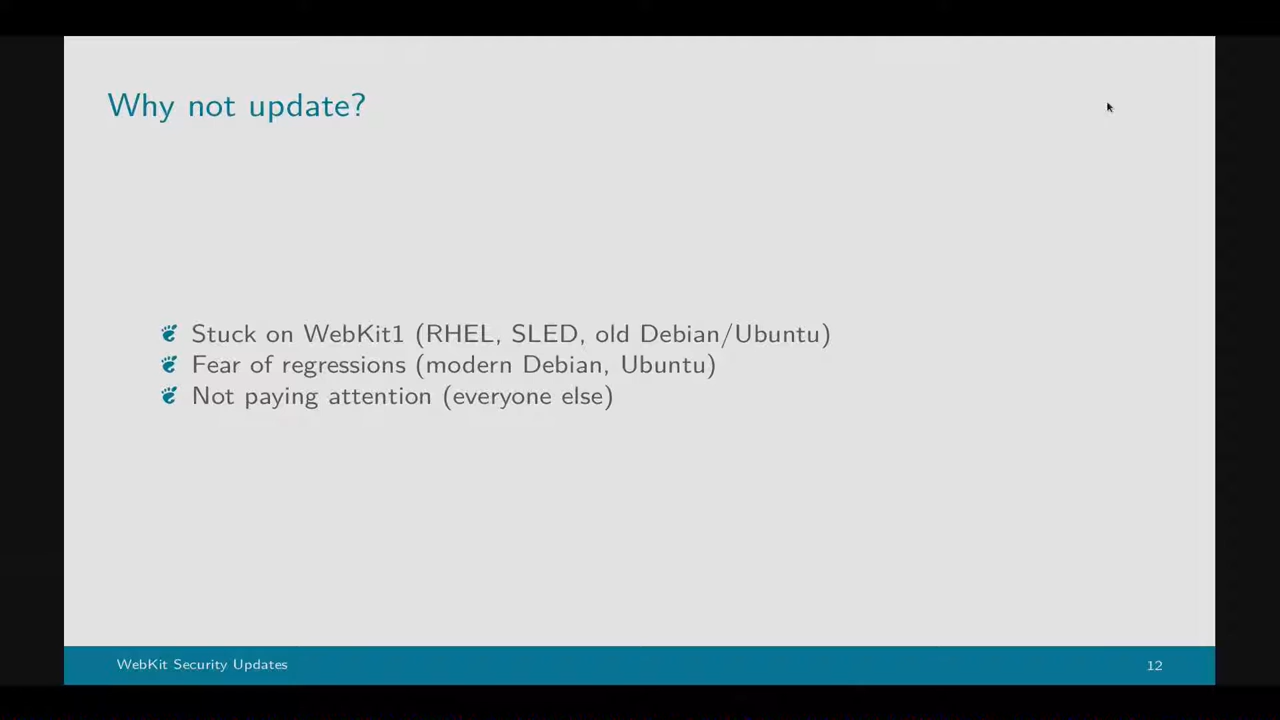 Why not update?
Stuck on WebKit1 (RHEL, SLED, old Debian/Ubuntu)
Fear of regressions (modern Debian, Ubuntu)
Not paying attention (everyone else)
WebKit Security Updates
12